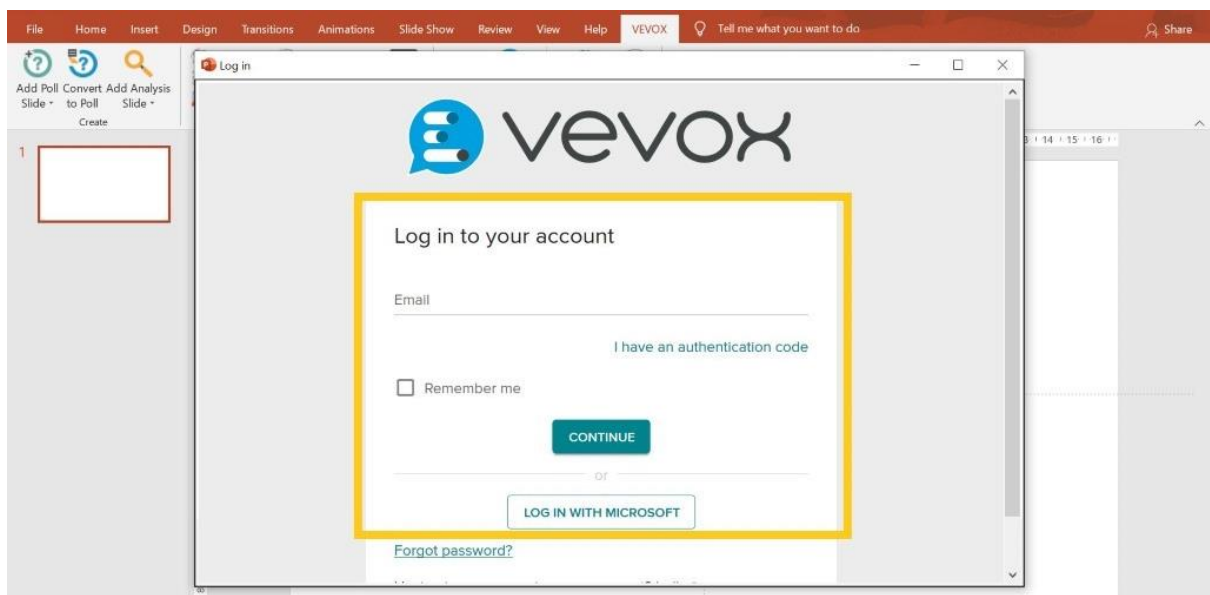 File Home Insert Design Transitions Animations Slide Show Review View Help VEVOX Tell me what you want to do Share
Log in
Add Poll Convert Add Analysis
Slide to Poll Slide
Create
vevox
14 15 16
1
Log in to your account
Email
I have an authentication code
Remember me
CONTINUE
or
LOG IN WITH MICROSOFT
Forgot password?